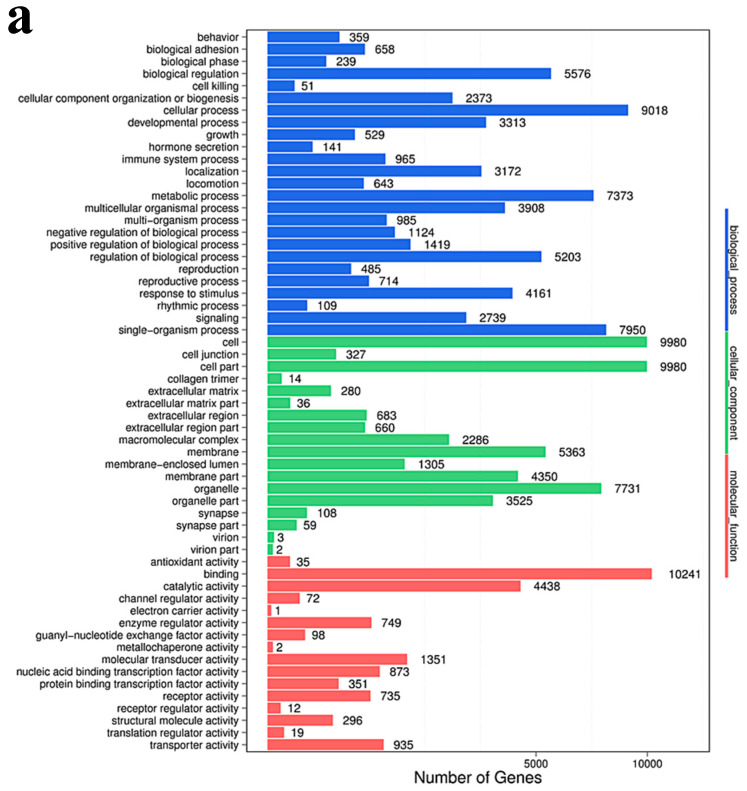 a
behavior 359
biological adhesion 658
biological phase 239
biological regulation 5576
cell killing 51
cellular component organization or biogenesis 2373
cellular process 9018
developmental process 3313
growth 529
hormone secretion 141
immune system process 965
localization 3172
locomotion 643
metabolic process 7373
multicellular organismal process 3908
multi-organism process 985
negative regulation of biological process 1124
positive regulation of biological process 1419
regulation of biological process 5203
reproduction 485
reproductive process 714
response to stimulus 4161
rhythmic process 109
signaling 2739
single-organism process 7950
cell 9980
cell junction 327
cell part 9980
collagen trimer 14
extracellular matrix 280
extracellular matrix part 36
extracellular region 683
extracellular region part 660
macromolecular complex 2286
membrane 5363
membrane-enclosed lumen 1305
membrane part 4350
organelle 7731
organelle part 3525
synapse 108
synapse part 59
virion 3
virion part 2
antioxidant activity 35
binding 10241
catalytic activity 4438
channel regulator activity 72
electron carrier activity 1
enzyme regulator activity 749
guanyl-nucleotide exchange factor activity 98
metallochaperone activity 2
molecular transducer activity 1351
nucleic acid binding transcription factor activity 873
protein binding transcription factor activity 351
receptor activity 735
receptor regulator activity 12
structural molecule activity 296
translation regulator activity 19
transporter activity 935
5000 10000
Number of Genes
biological_process
cellular_component
molecular_function